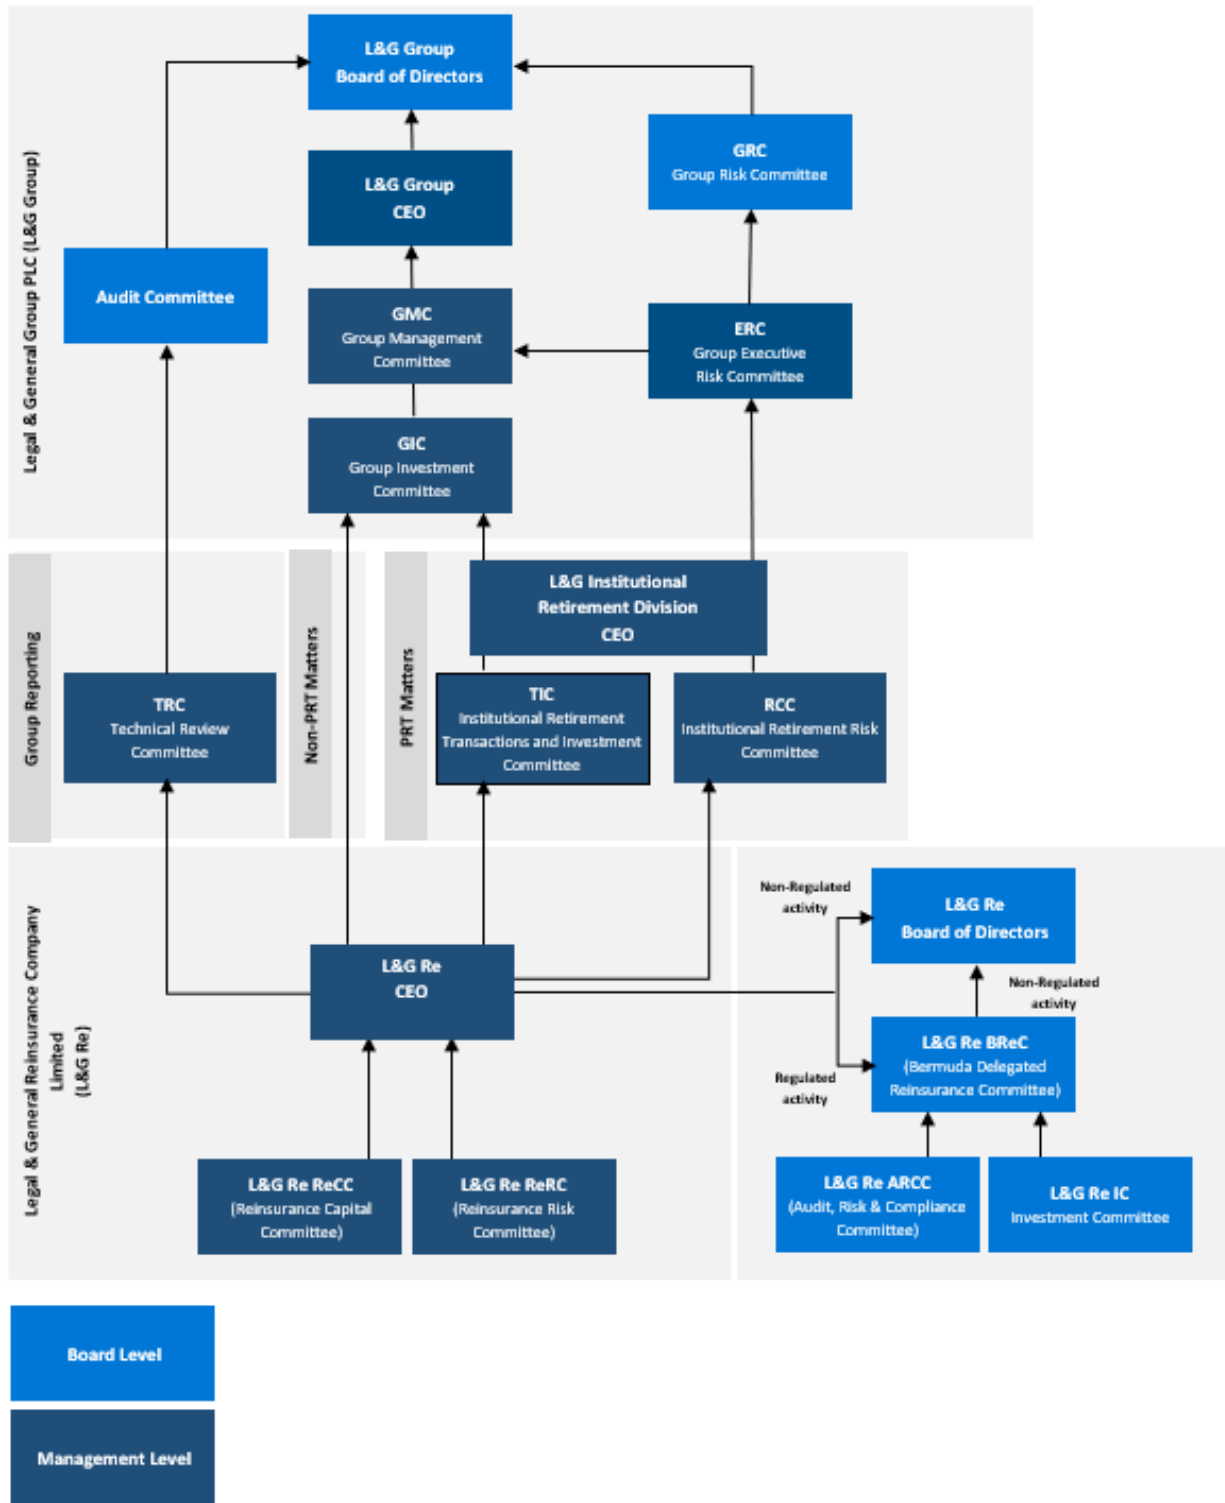 L&G Group
Board of Directors
GRC
Group Risk Committee
L&G Group
CEO
Legal & General Group PLC (L&G Group)
Audit Committee
GMC
Group Management
Committee
ERC
Group Executive
Risk Committee
GIC
Group Investment
Committee
Group Reporting
Non-PRT Matters
PRT Matters
L&G Institutional
Retirement Division
CEO
TRC
Technical Review
Committee
TIC
Institutional Retirement
Transactions and Investment
Committee
RCC
Institutional Retirement Risk
Committee
Legal & General Reinsurance Company
Limited
(L&G Re)
L&G Re
CEO
Non-Regulated
activity
L&G Re
Board of Directors
Non-Regulated
activity
L&G Re BReC
(Bermuda Delegated
Reinsurance Committee)
Regulated
activity
L&G Re ReCC
(Reinsurance Capital
Committee)
L&G Re ReRC
(Reinsurance Risk
Committee)
L&G Re ARCC
(Audit, Risk & Compliance
Committee)
L&G Re IC
Investment Committee
Board Level
Management Level